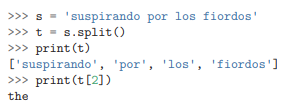 >>> s = 'suspirando por los fiordos'
>>> t = s.split()
>>> print(t)
['suspirando', 'por', 'los', 'fiordos']
>>> print(t[2])
the